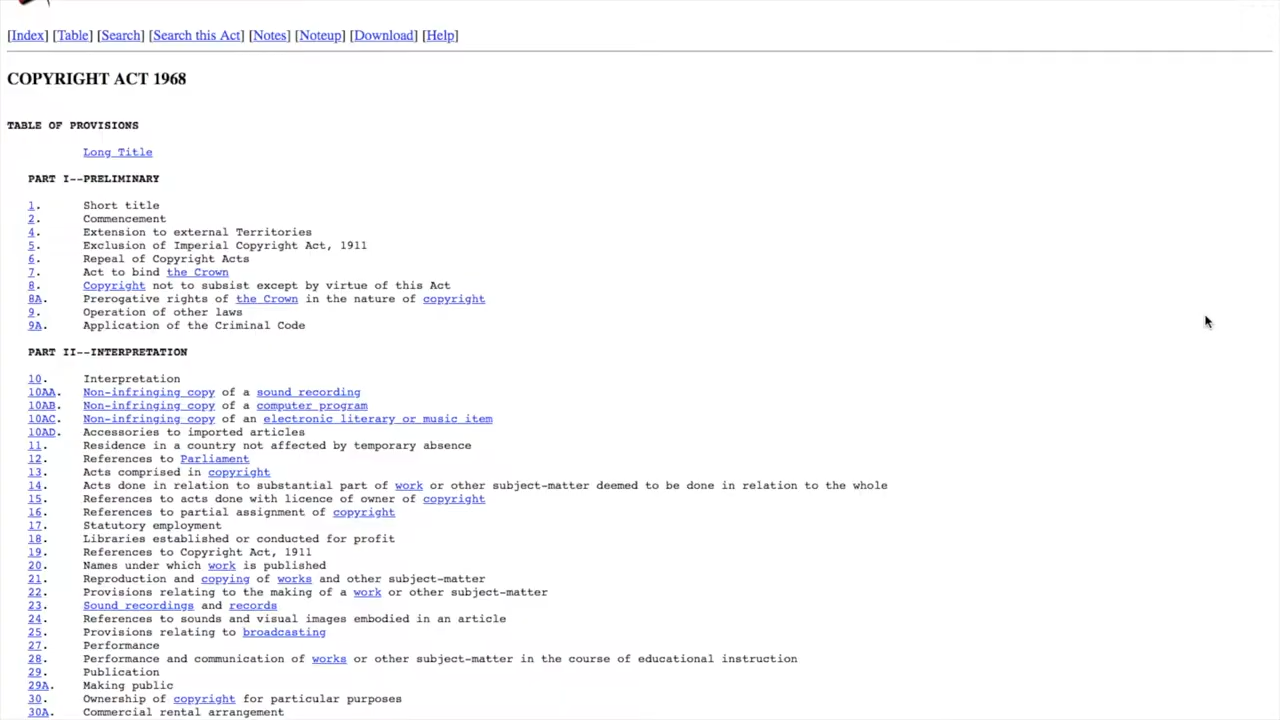 [Index] [Table] [Search] [Search this Act] [Notes] [Noteup] [Download] [Help]
COPYRIGHT ACT 1968
TABLE OF PROVISIONS
Long Title
PART I--PRELIMINARY
1. Short title
2. Commencement
4. Extension to external Territories
5. Exclusion of Imperial Copyright Act, 1911
6. Repeal of Copyright Acts
7. Act to bind the Crown
8. Copyright not to subsist except by virtue of this Act
8A. Prerogative rights of the Crown in the nature of copyright
9. Operation of other laws
9A. Application of the Criminal Code
PART II--INTERPRETATION
10. Interpretation
10AA. Non-infringing copy of a sound recording
10AB. Non-infringing copy of a computer program
10AC. Non-infringing copy of an electronic literary or music item
10AD. Accessories to imported articles
11. Residence in a country not affected by temporary absence
12. References to Parliament
13. Acts comprised in copyright
14. Acts done in relation to substantial part of work or other subject-matter deemed to be done in relation to the whole
15. References to acts done with licence of owner of copyright
16. References to partial assignment of copyright
17. Statutory employment
18. Libraries established or conducted for profit
19. References to Copyright Act, 1911
20. Names under which work is published
21. Reproduction and copying of works and other subject-matter
22. Provisions relating to the making of a work or other subject-matter
23. Sound recordings and records
24. References to sounds and visual images embodied in an article
25. Provisions relating to broadcasting
27. Performance
28. Performance and communication of works or other subject-matter in the course of educational instruction
29. Publication
29A. Making public
30. Ownership of copyright for particular purposes
30A. Commercial rental arrangement